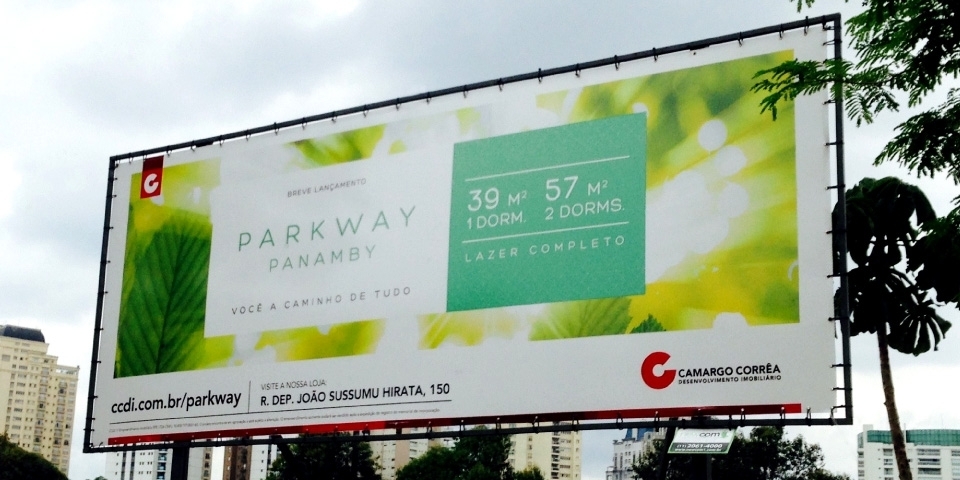 BREVE LANÇAMENTO
PARKWAY
PANAMBY
VOCÊ A CAMINHO DE TUDO
39 M² 57 M²
1 DORM. 2 DORMS.
LAZER COMPLETO
ccdi.com.br/parkway
VISITE A NOSSA LOJA:
R. DEP. JOÃO SUSSUMU HIRATA, 150
CAMARGO CORRÊA
DESENVOLVIMENTO IMOBILIÁRIO